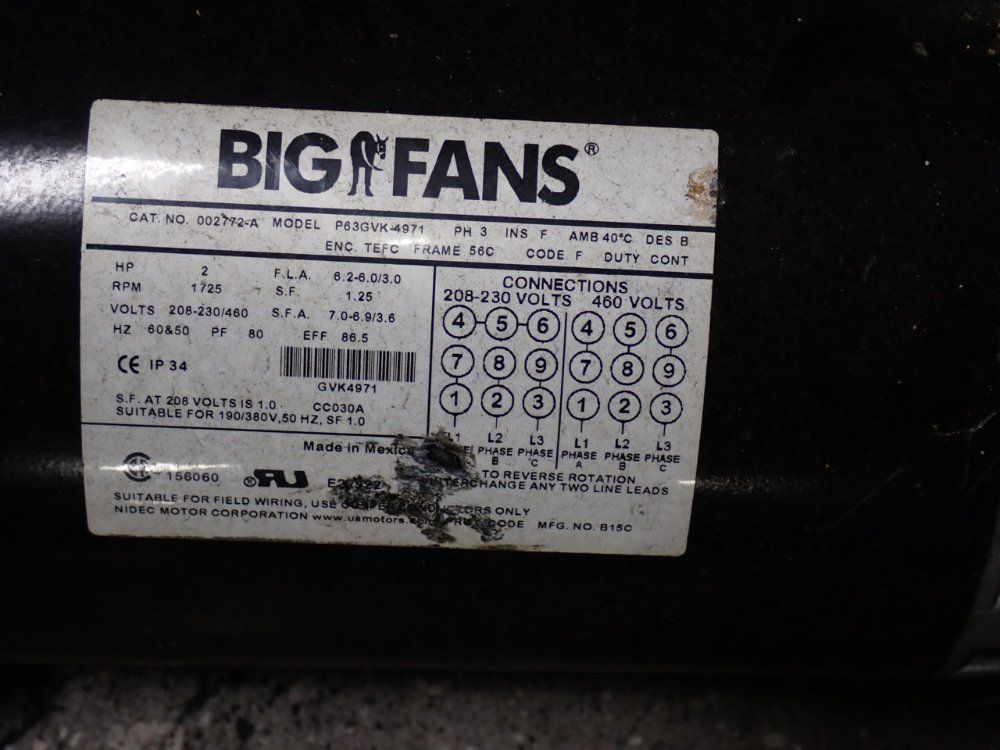 BIG FANS®
CAT. NO. 002772-A MODEL P63GVK-4971 PH 3 INS F AMB 40°C DES B
ENC. TEFC FRAME 56C CODE F DUTY CONT
HP 2 F.L.A. 6.2-6.0/3.0
RPM 1725 S.F. 1.25
VOLTS 208-230/460 S.F.A. 7.0-6.9/3.6
HZ 60&50 PF 80 EFF 86.5
CE IP 34
GVK4971
S.F. AT 208 VOLTS IS 1.0 CC030A
SUITABLE FOR 190/380V,50 HZ, SF 1.0
CONNECTIONS
208-230 VOLTS 460 VOLTS
4 5 6 4 5 6
7 8 9 7 8 9
1 2 3 1 2 3
L1 L2 L3 L1 L2 L3
PHASE PHASE PHASE PHASE PHASE
B C A B C
Made in Mexico
TO REVERSE ROTATION
INTERCHANGE ANY TWO LINE LEADS
156060
SUITABLE FOR FIELD WIRING, USE CONDUCTORS ONLY
NIDEC MOTOR CORPORATION www.usmotors.com CODE MFG. NO. B15C